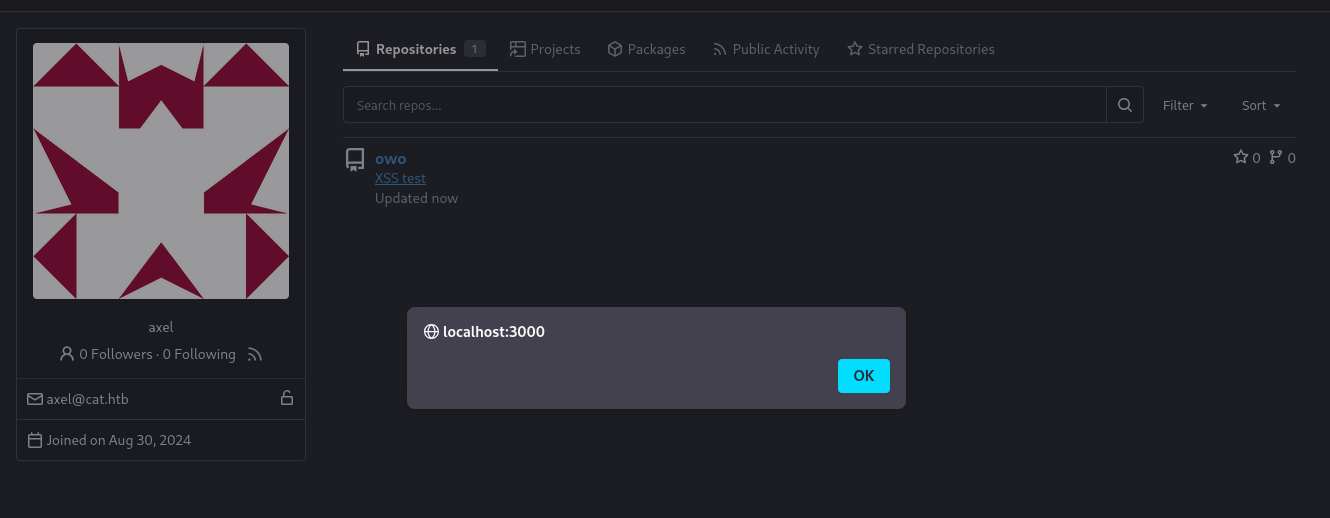 Repositories 1 Projects Packages Public Activity Starred Repositories
Search repos... Filter Sort
owo 0 0
XSS test
Updated now
localhost:3000
OK
axel
0 Followers · 0 Following
axel@cat.htb
Joined on Aug 30, 2024